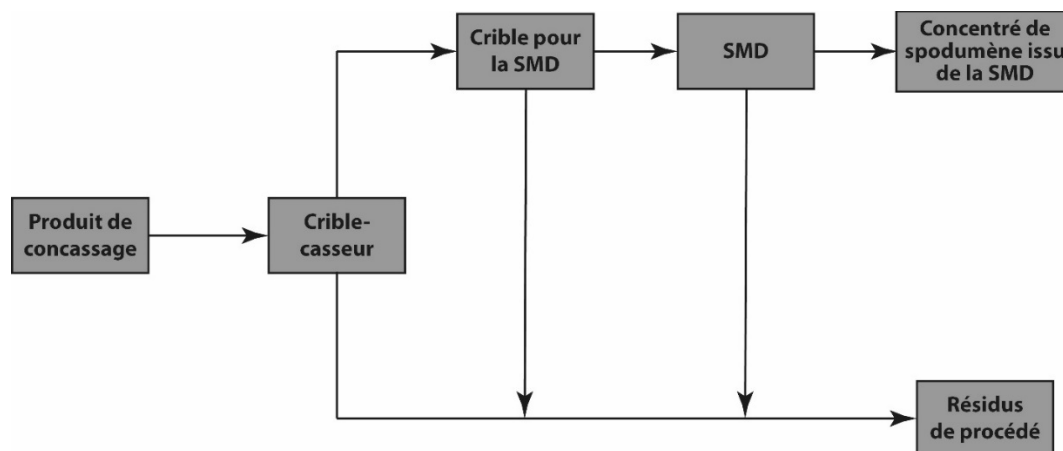 Crible pour
la SMD
SMD
Concentré de
spodumène issu
de la SMD
Produit de
concassage
Crible-
casseur
Résidus
de procédé